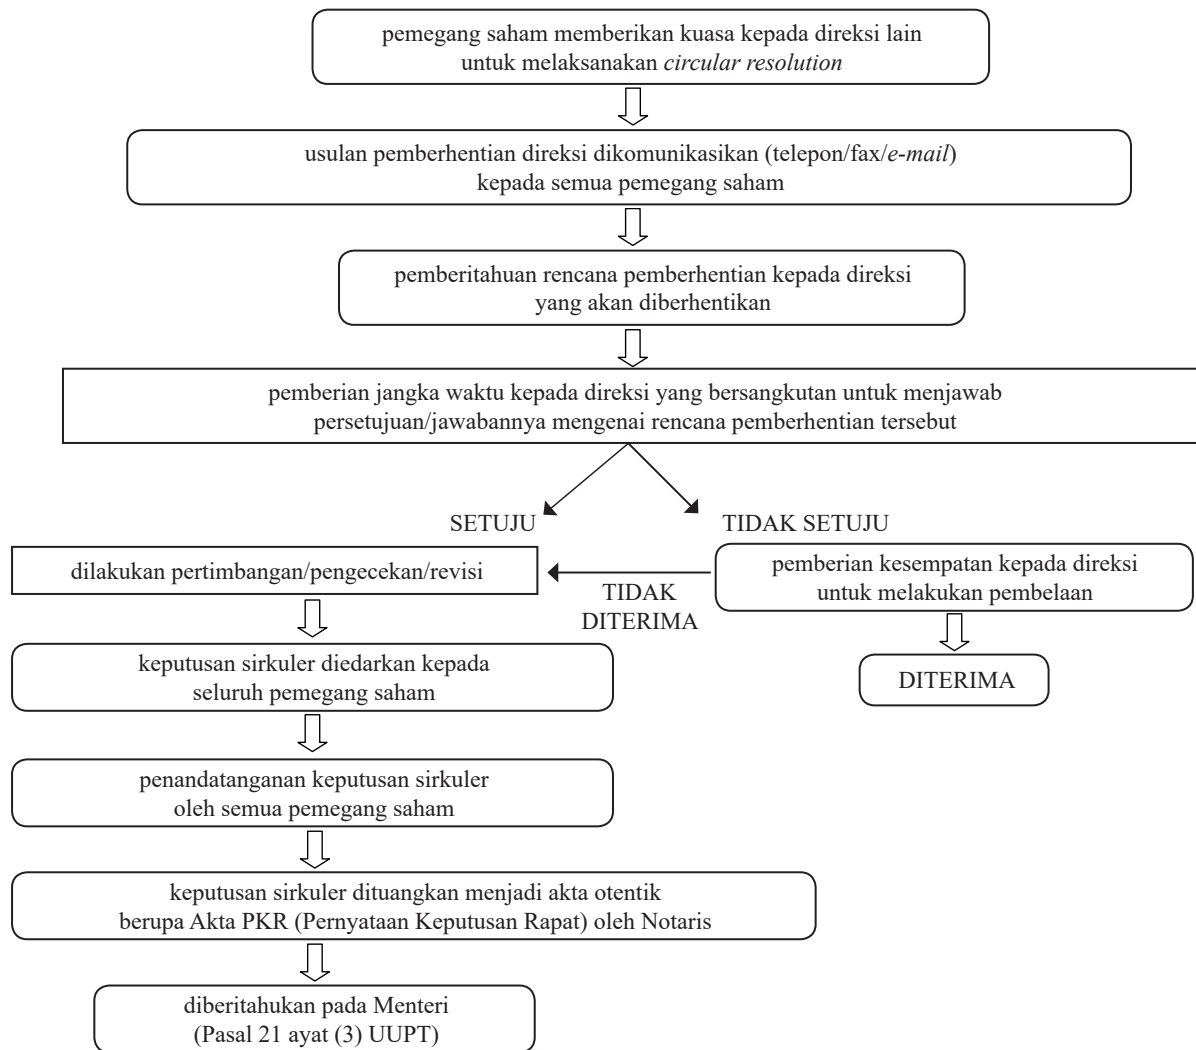 pemegang saham memberikan kuasa kepada direksi lain
untuk melaksanakan circular resolution
usulan pemberhentian direksi dikomunikasikan (telepon/fax/e-mail)
kepada semua pemegang saham
pemberitahuan rencana pemberhentian kepada direksi
yang akan diberhentikan
pemberian jangka waktu kepada direksi yang bersangkutan untuk menjawab
persetujuan/jawabannya mengenai rencana pemberhentian tersebut
SETUJU
TIDAK SETUJU
dilakukan pertimbangan/pengecekan/revisi
TIDAK
DITERIMA
pemberian kesempatan kepada direksi
untuk melakukan pembelaan
DITERIMA
keputusan sirkuler diedarkan kepada
seluruh pemegang saham
penandatanganan keputusan sirkuler
oleh semua pemegang saham
keputusan sirkuler dituangkan menjadi akta otentik
berupa Akta PKR (Pernyataan Keputusan Rapat) oleh Notaris
diberitahukan pada Menteri
(Pasal 21 ayat (3) UUPT)